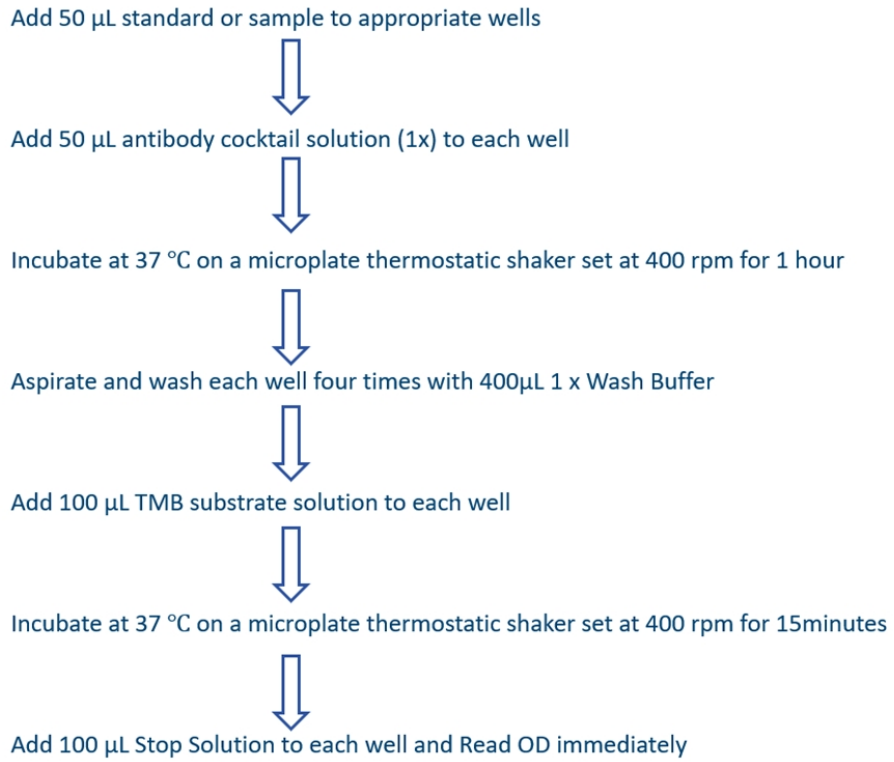 Add 50 µL standard or sample to appropriate wells
Add 50 µL antibody cocktail solution (1x) to each well
Incubate at 37 ℃ on a microplate thermostatic shaker set at 400 rpm for 1 hour
Aspirate and wash each well four times with 400µL 1 x Wash Buffer
Add 100 µL TMB substrate solution to each well
Incubate at 37 ℃ on a microplate thermostatic shaker set at 400 rpm for 15minutes
Add 100 µL Stop Solution to each well and Read OD immediately